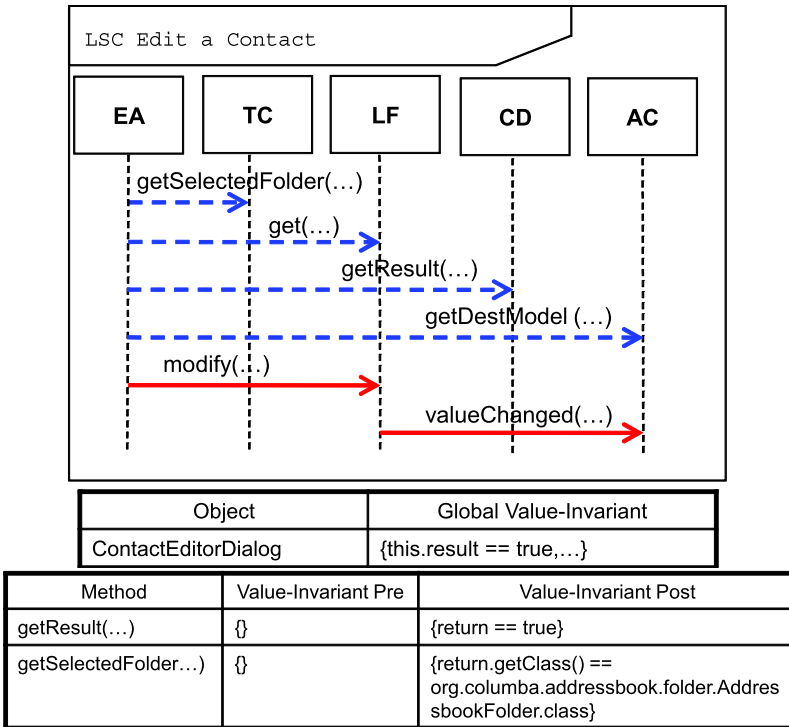 LSC Edit a Contact
EA TC LF CD AC
getSelectedFolder(…)
get(…)
getResult(…)
getDestModel (…)
modify(…)
valueChanged(…)
Object Global Value-Invariant
ContactEditorDialog {this.result == true,…}
Method Value-Invariant Pre Value-Invariant Post
getResult(…) {} {return == true}
getSelectedFolder…) {} {return.getClass() ==
org.columba.addressbook.folder.Addres
sbookFolder.class}